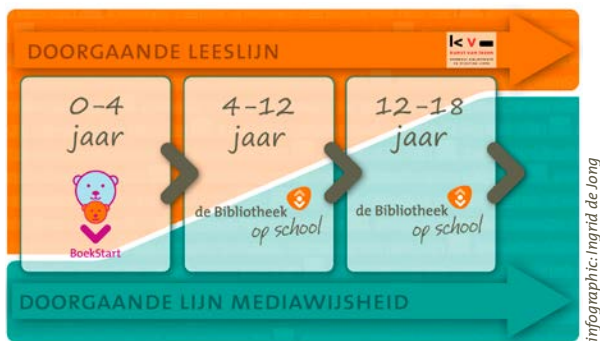 DOORGAANDE LEESLIJN
kvl
0-4
jaar
BoekStart
4-12
jaar
de Bibliotheek
op school
12-18
jaar
de Bibliotheek
op school
DOORGAANDE LIJN MEDIAWIJSHEID
infographic: Ingrid de Jong